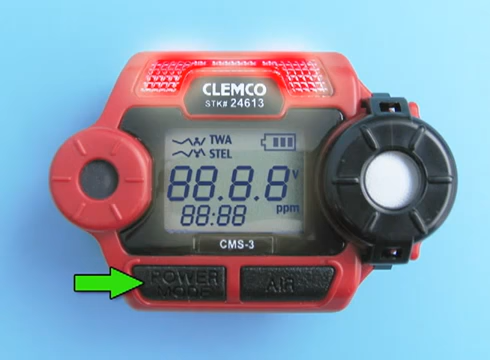 CLEMCO
STK# 24613
TWA
STEL
88.8.8 V
88:88 ppm
CMS-3
POWER
MODE
AIR